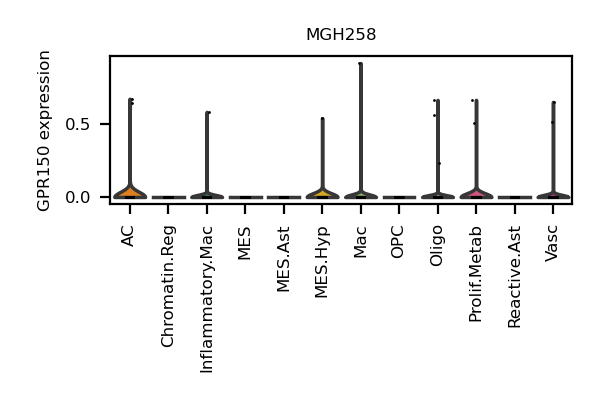 MGH258
GPR150 expression
0.5
0.0
AC
Chromatin.Reg
Inflammatory.Mac
MES
MES.Ast
MES.Hyp
Mac
OPC
Oligo
Prolif.Metab
Reactive.Ast
Vasc